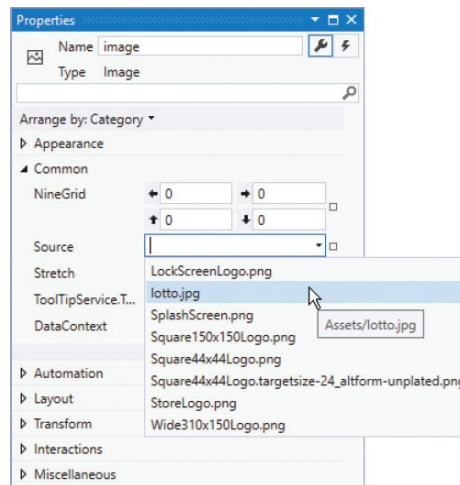 Properties
Name image
Type Image
Arrange by: Category
Appearance
Common
NineGrid 0 0
0 0
Source
Stretch
ToolTipService.T...
DataContext
LockScreenLogo.png
lotto.jpg
SplashScreen.png
Assets/lotto.jpg
Square150x150Logo.png
Square44x44Logo.png
Square44x44Logo.targetsize-24_altform-unplated.png
StoreLogo.png
Wide310x150Logo.png
Automation
Layout
Transform
Interactions
Miscellaneous